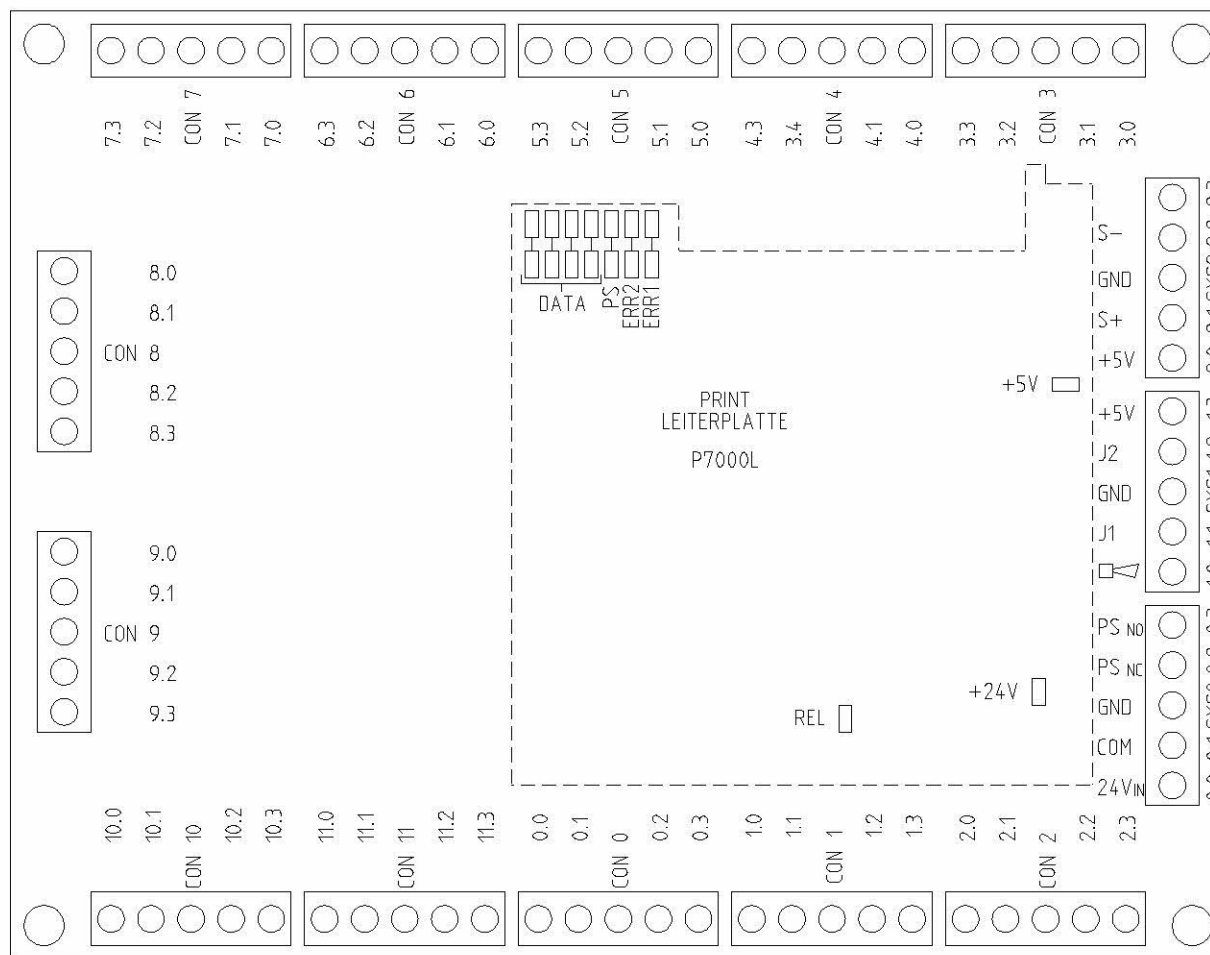 7.3 7.2 CON 7 7.1 7.0
6.3 6.2 CON 6 6.1 6.0
5.3 5.2 CON 5 5.1 5.0
4.3 3.4 CON 4 4.1 4.0
3.3 3.2 CON 3 3.1 3.0
S-
GND
S+
+5V
8.0
8.1
CON 8
8.2
8.3
DATA
PS
ERR2
ERR1
+5V
PRINT
LEITERPLATTE
P7000L
+5V
J2
GND
J1
9.0
9.1
CON 9
9.2
9.3
PS NO
PS NC
GND
COM
24VIN
+24V
REL
10.0 10.1 CON 10 10.2 10.3
11.0 11.1 CON 11 11.2 11.3
0.0 0.1 CON 0 0.2 0.3
1.0 1.1 CON 1 1.2 1.3
2.0 2.1 CON 2 2.2 2.3